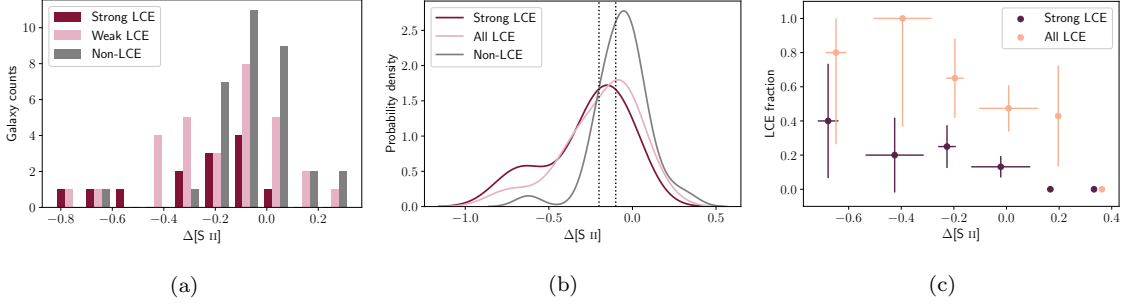 Strong LCE
Weak LCE
Non-LCE
Galaxy counts
10
8
6
4
2
0
−0.8 −0.6 −0.4 −0.2 0.0 0.2
Δ[S II]
(a)
Strong LCE
All LCE
Non-LCE
Probability density
2.5
2.0
1.5
1.0
0.5
0.0
−1.0 −0.5 0.0 0.5
Δ[S II]
(b)
Strong LCE
All LCE
LCE fraction
1.0
0.8
0.6
0.4
0.2
0.0
−0.6 −0.4 −0.2 0.0 0.2 0.4
Δ[S II]
(c)